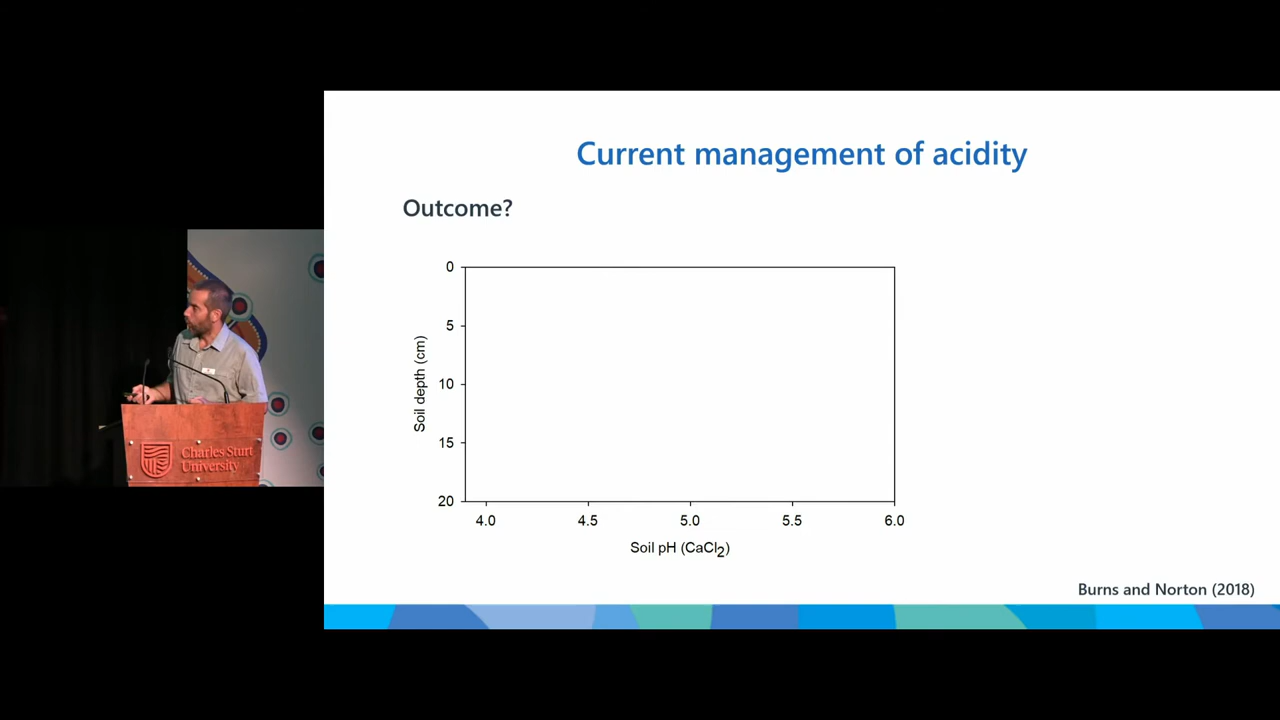 Current management of acidity
Outcome?
0
5
10
15
20
Soil depth (cm)
4.0 4.5 5.0 5.5 6.0
Soil pH (CaCl2)
Burns and Norton (2018)
Charles Sturt
University